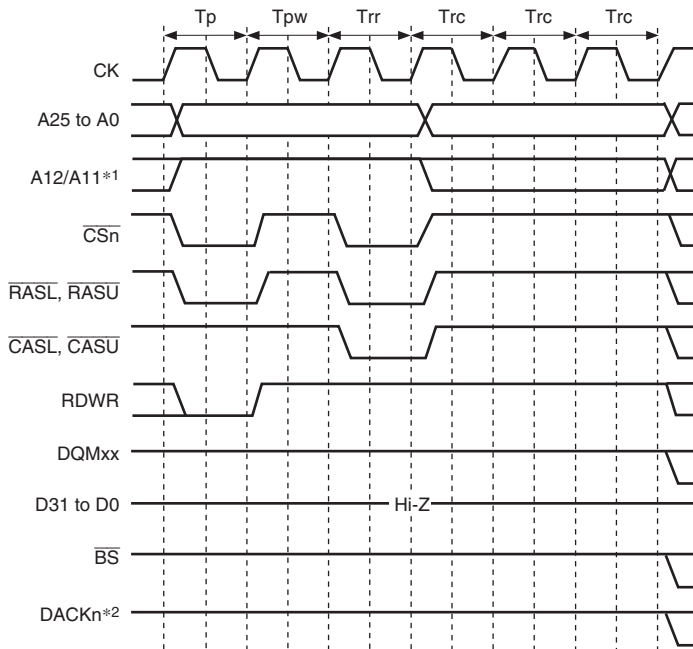 Tp Tpw Trr Trc Trc Trc
CK
A25 to A0
A12/A11*1
CSn
RASL, RASU
CASL, CASU
RDWR
DQMxx
D31 to D0 Hi-Z
BS
DACKn*2